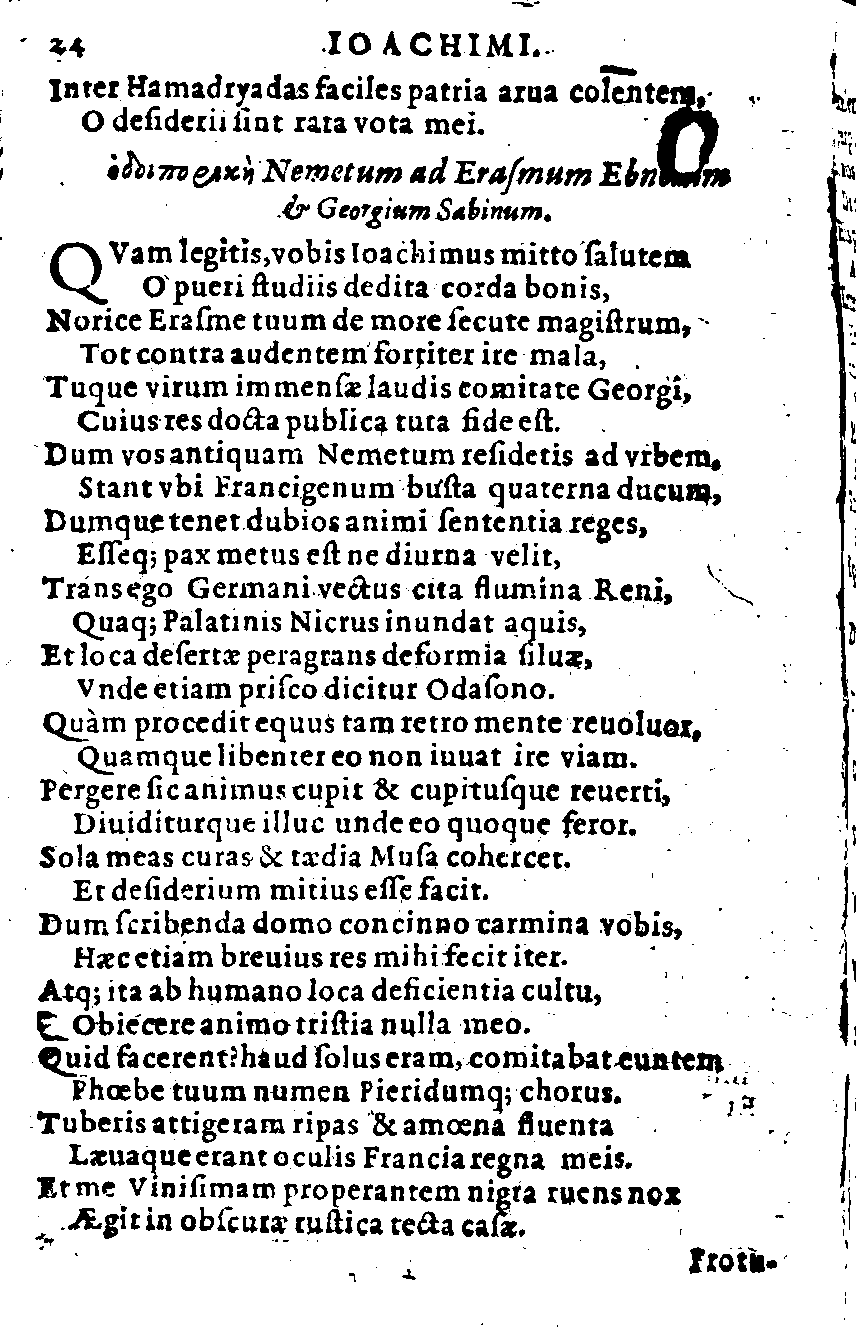 24 IOACHIMI.
Inter Hamadryadas faciles patria arua colentem,
O desiderii sint rata vota mei.
ὁδοιπορικὴ Nemetum ad Erasmum Ebnerum
& Georgium Sabinum.
QVam legitis, vobis Ioachimus mitto salutem
O pueri studiis dedita corda bonis,
Norice Erasme tuum de more secute magistrum,
Tot contra audentem fortiter ire mala,
Tuque virum immensæ laudis comitate Georgi,
Cuius res docta publica tuta fide est.
Dum vos antiquam Nemetum residetis ad vrbem,
Stant vbi Francigenum busta quaterna ducum,
Dumque tenet dubios animi sententia reges,
Esseq; pax metus est ne diurna velit,
Trans ego Germani vectus cita flumina Reni,
Quaq; Palatinis Nicrus inundat aquis,
Et loca desertæ peragrans deformia siluæ,
Vnde etiam prisco dicitur Odasono.
Quàm procedit equus tam retro mente reuoluor,
Quamque libenter eo non iuuat ire viam.
Pergere sic animus cupit & cupitusque reuerti,
Diuiditurque illuc unde eo quoque feror.
Sola meas curas & tædia Musa cohercet.
Et desiderium mitius esse facit.
Dum scribenda domo concinno carmina vobis,
Hæc etiam breuius res mihi fecit iter.
Atq; ita ab humano loca deficientia cultu,
Obiecere animo tristia nulla meo.
Quid facerent? haud solus eram, comitabat euntem
Phœbe tuum numen Pieridumq; chorus.
Tuberis attigeram ripas & amœna fluenta
Læuaque erant oculis Francia regna meis.
Et me Vinisimam properantem nigra ruens nox
Ægit in obscuræ rustica tecta casæ.